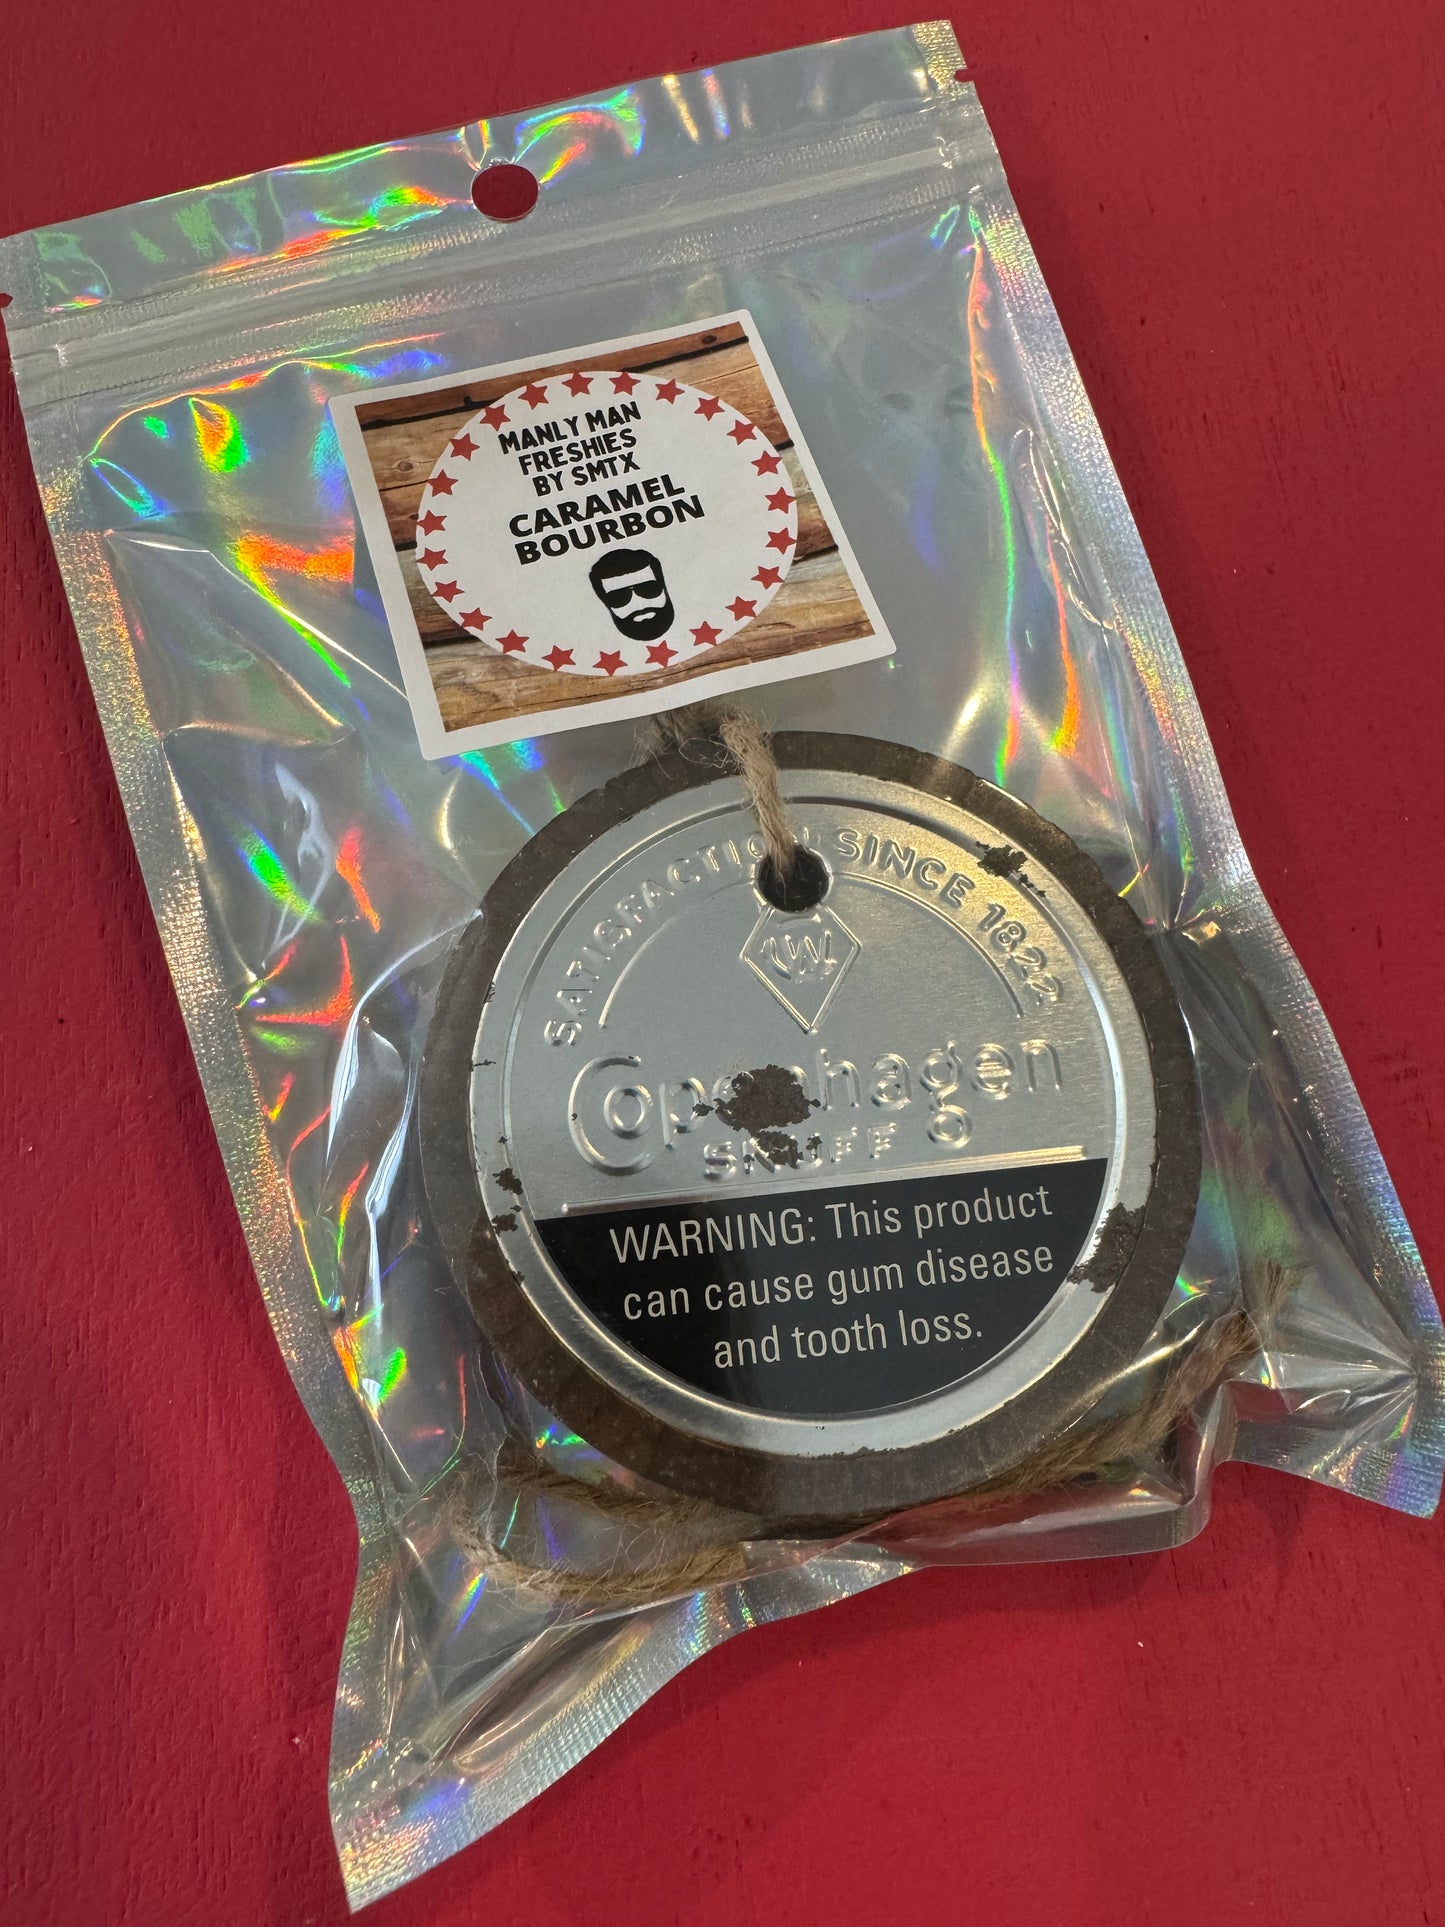 MANLY MAN
FRESHIES
BY SMTX
CARAMEL
BOURBON
SATISFACTION SINCE 1822
Copenhagen
SNUFF
WARNING: This product
can cause gum disease
and tooth loss.